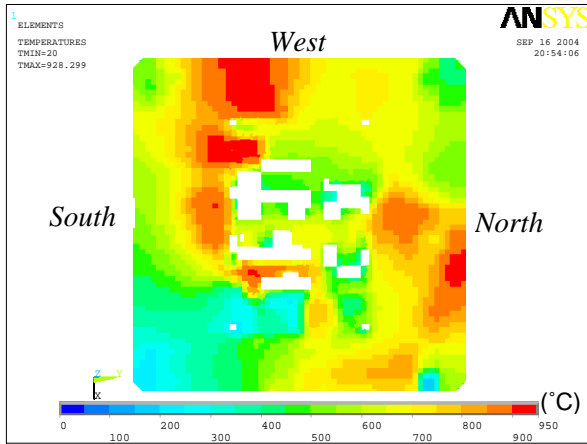 1
ELEMENTS
TEMPERATURES
TMIN=20
TMAX=928.299
ANSYS
SEP 16 2004
20:54:06
West
South
North
Z Y
X
(°C)
0 200 400 600 800 950
100 300 500 700 900